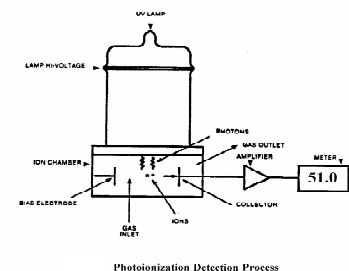 UV LAMP
LAMP HI-VOLTAGE
PHOTONS
GAS OUTLET
ION CHAMBER
AMPLIFIER
METER
51.0
BIAS ELECTRODE
GAS
INLET
IONS
COLLECTOR
Photoionization Detection Process